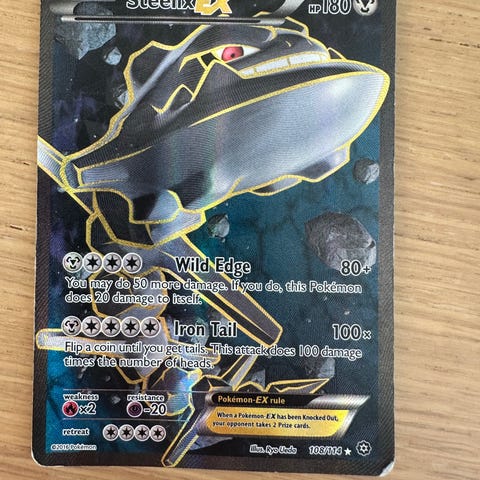 Steelix EX HP180
Wild Edge 80+
You may do 50 more damage. If you do, this Pokémon
does 20 damage to itself.
Iron Tail 100×
Flip a coin until you get tails. This attack does 100 damage
times the number of heads.
weakness resistance
×2 -20
retreat
Pokémon-EX rule
When a Pokémon-EX has been Knocked Out,
your opponent takes 2 Prize cards.
©2016 Pokémon Illus. Ryo Ueda 108/114 ★